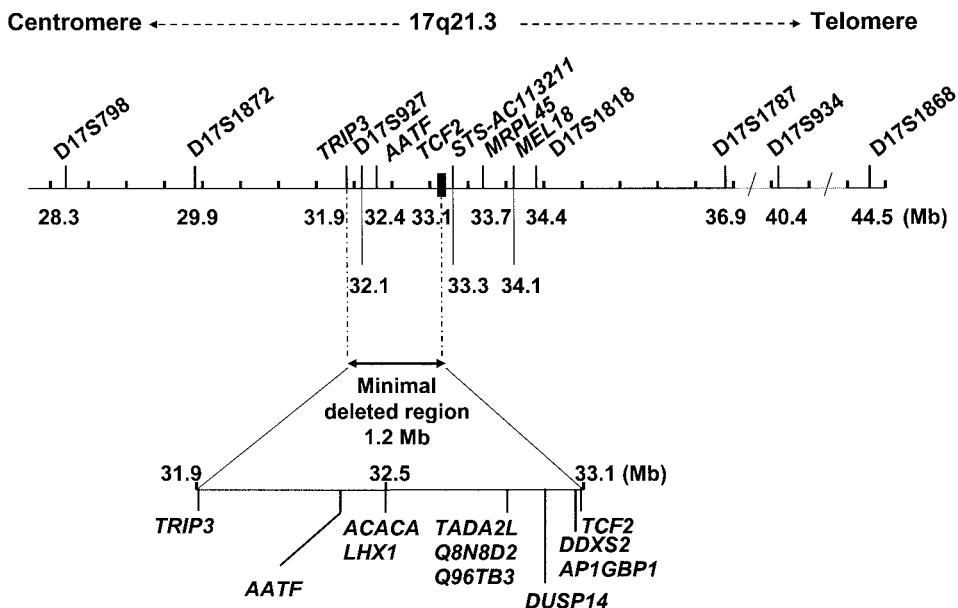 Centromere 17q21.3 Telomere
D17S798 D17S1872 TRIP3 D17S927 AATF TCF2 STS-AC113211 MRPL45 MEL18 D17S1818 D17S1787 D17S934 D17S1868
28.3 29.9 31.9 32.4 33.1 33.7 34.4 36.9 40.4 44.5 (Mb)
32.1 33.3 34.1
Minimal
deleted region
1.2 Mb
31.9 32.5 33.1 (Mb)
TRIP3 ACACA TADA2L TCF2
LHX1 Q8N8D2 DDXS2
Q96TB3 AP1GBP1
AATF
DUSP14